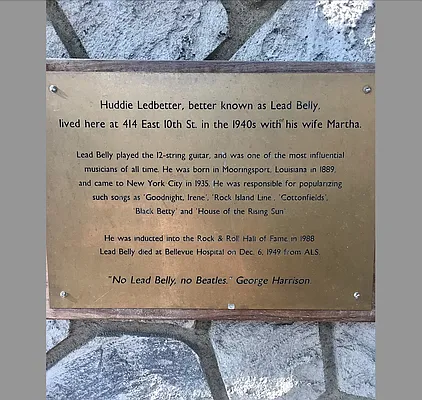 Huddie Ledbetter, better known as Lead Belly,
lived here at 414 East 10th St. in the 1940s with his wife Martha.
Lead Belly played the 12-string guitar, and was one of the most influential
musicians of all time. He was born in Mooringsport, Louisiana in 1889,
and came to New York City in 1935. He was responsible for popularizing
such songs as 'Goodnight, Irene', 'Rock Island Line', 'Cottonfields',
'Black Betty' and 'House of the Rising Sun'
He was inducted into the Rock & Roll Hall of Fame in 1988
Lead Belly died at Bellevue Hospital on Dec. 6, 1949 from ALS.
"No Lead Belly, no Beatles." George Harrison